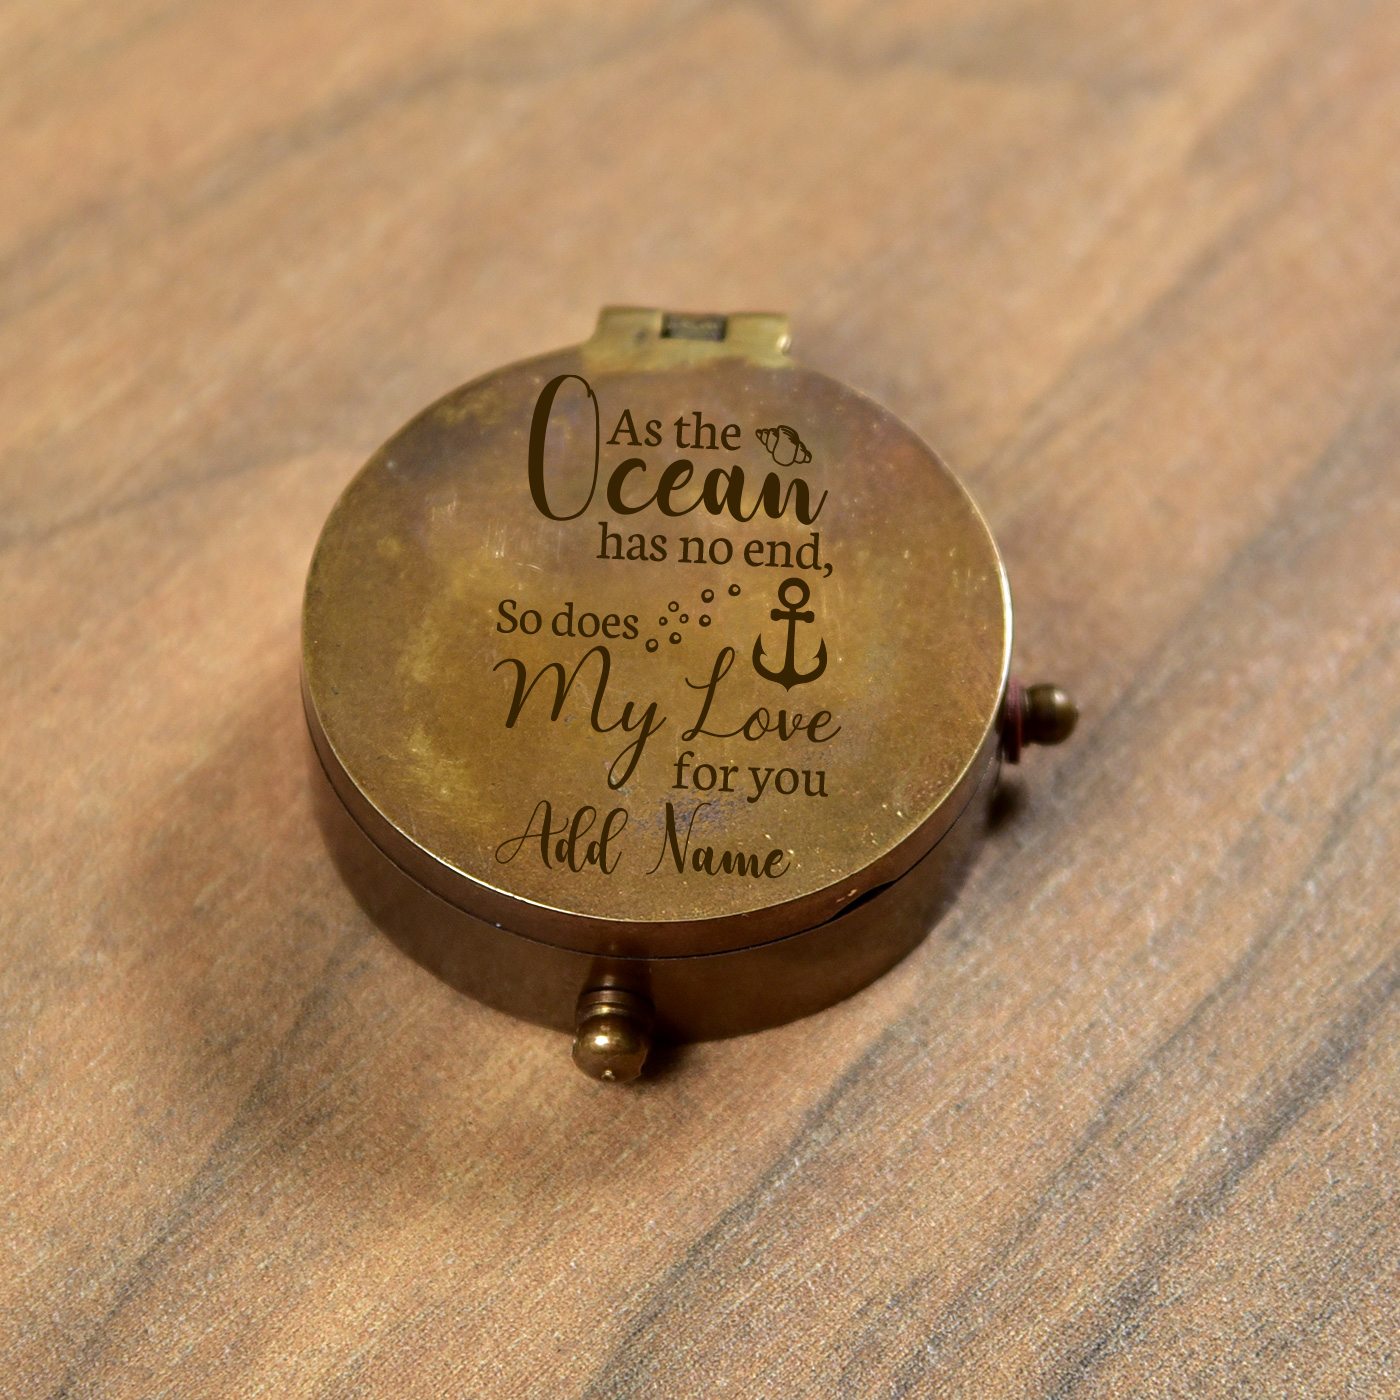 As the
Ocean
has no end,
So does
My Love
for you
Add Name